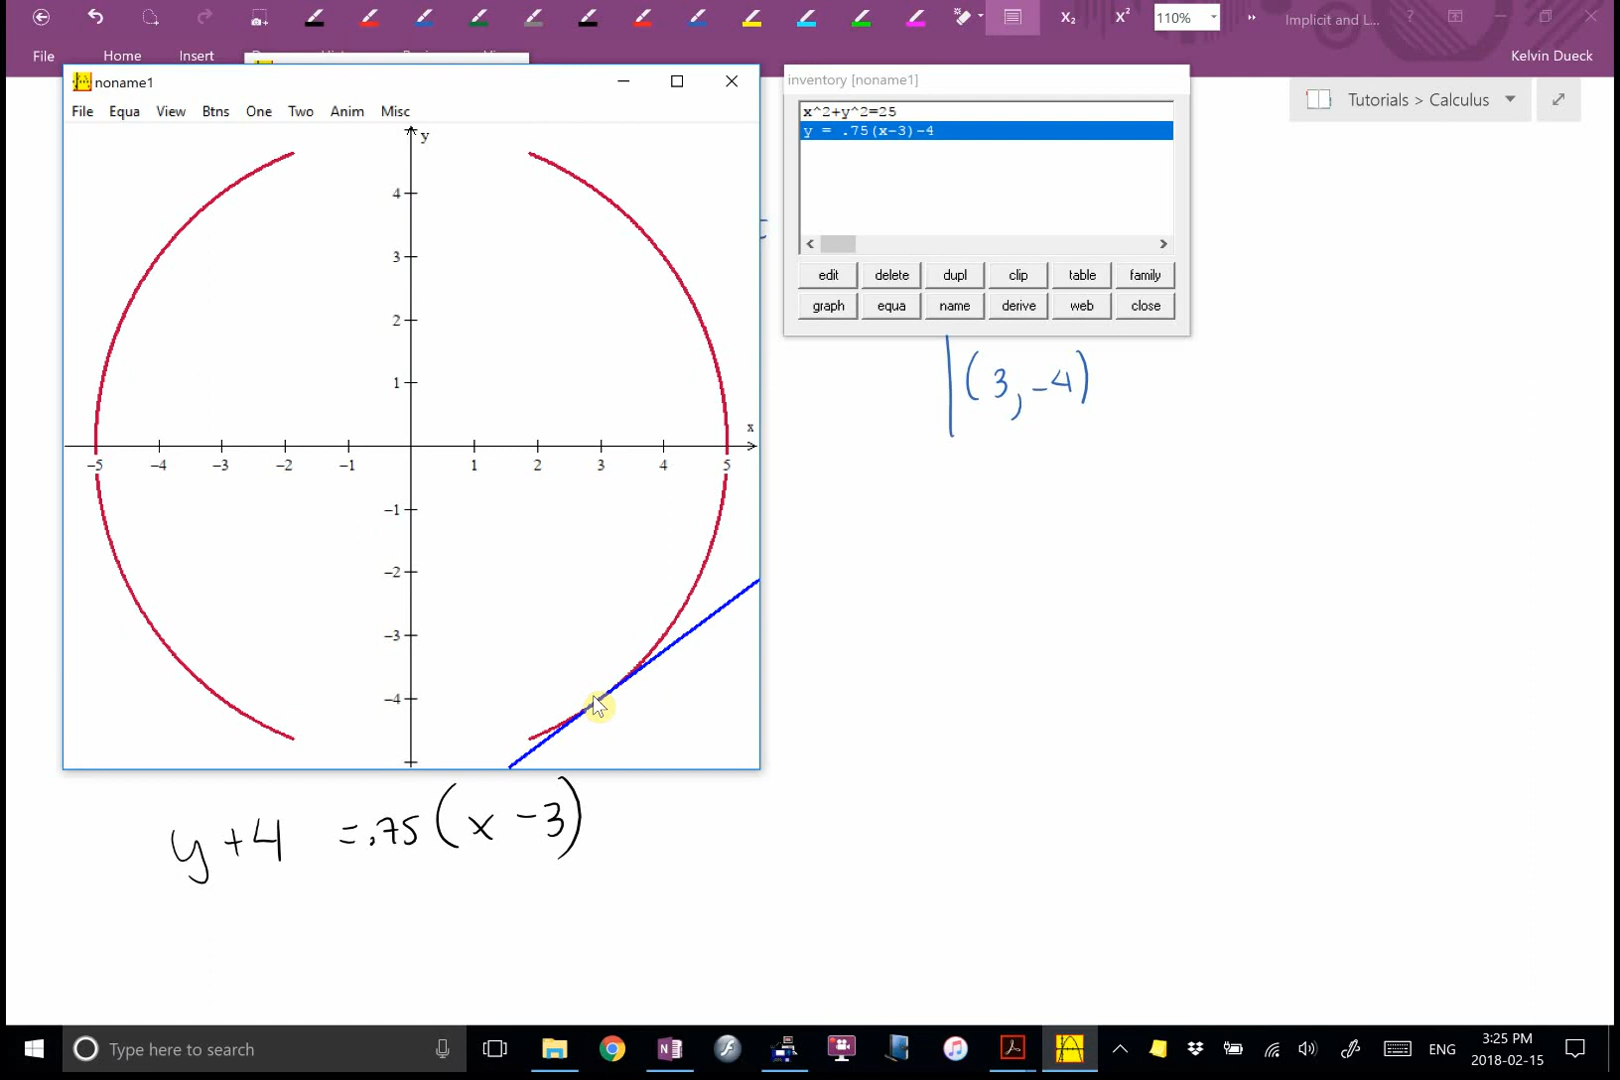 110%
Implicit and L...
File Home Insert
Kelvin Dueck
noname1
File Equa View Btns One Two Anim Misc
inventory [noname1]
x^2+y^2=25
y = .75(x-3)-4
edit delete dupl clip table family
graph equa name derive web close
Tutorials > Calculus
y
4
3
2
1
x
-5 -4 -3 -2 -1 1 2 3 4 5
-1
-2
-3
-4
(3, -4)
y+4 = .75(x-3)
Type here to search
ENG
3:25 PM
2018-02-15